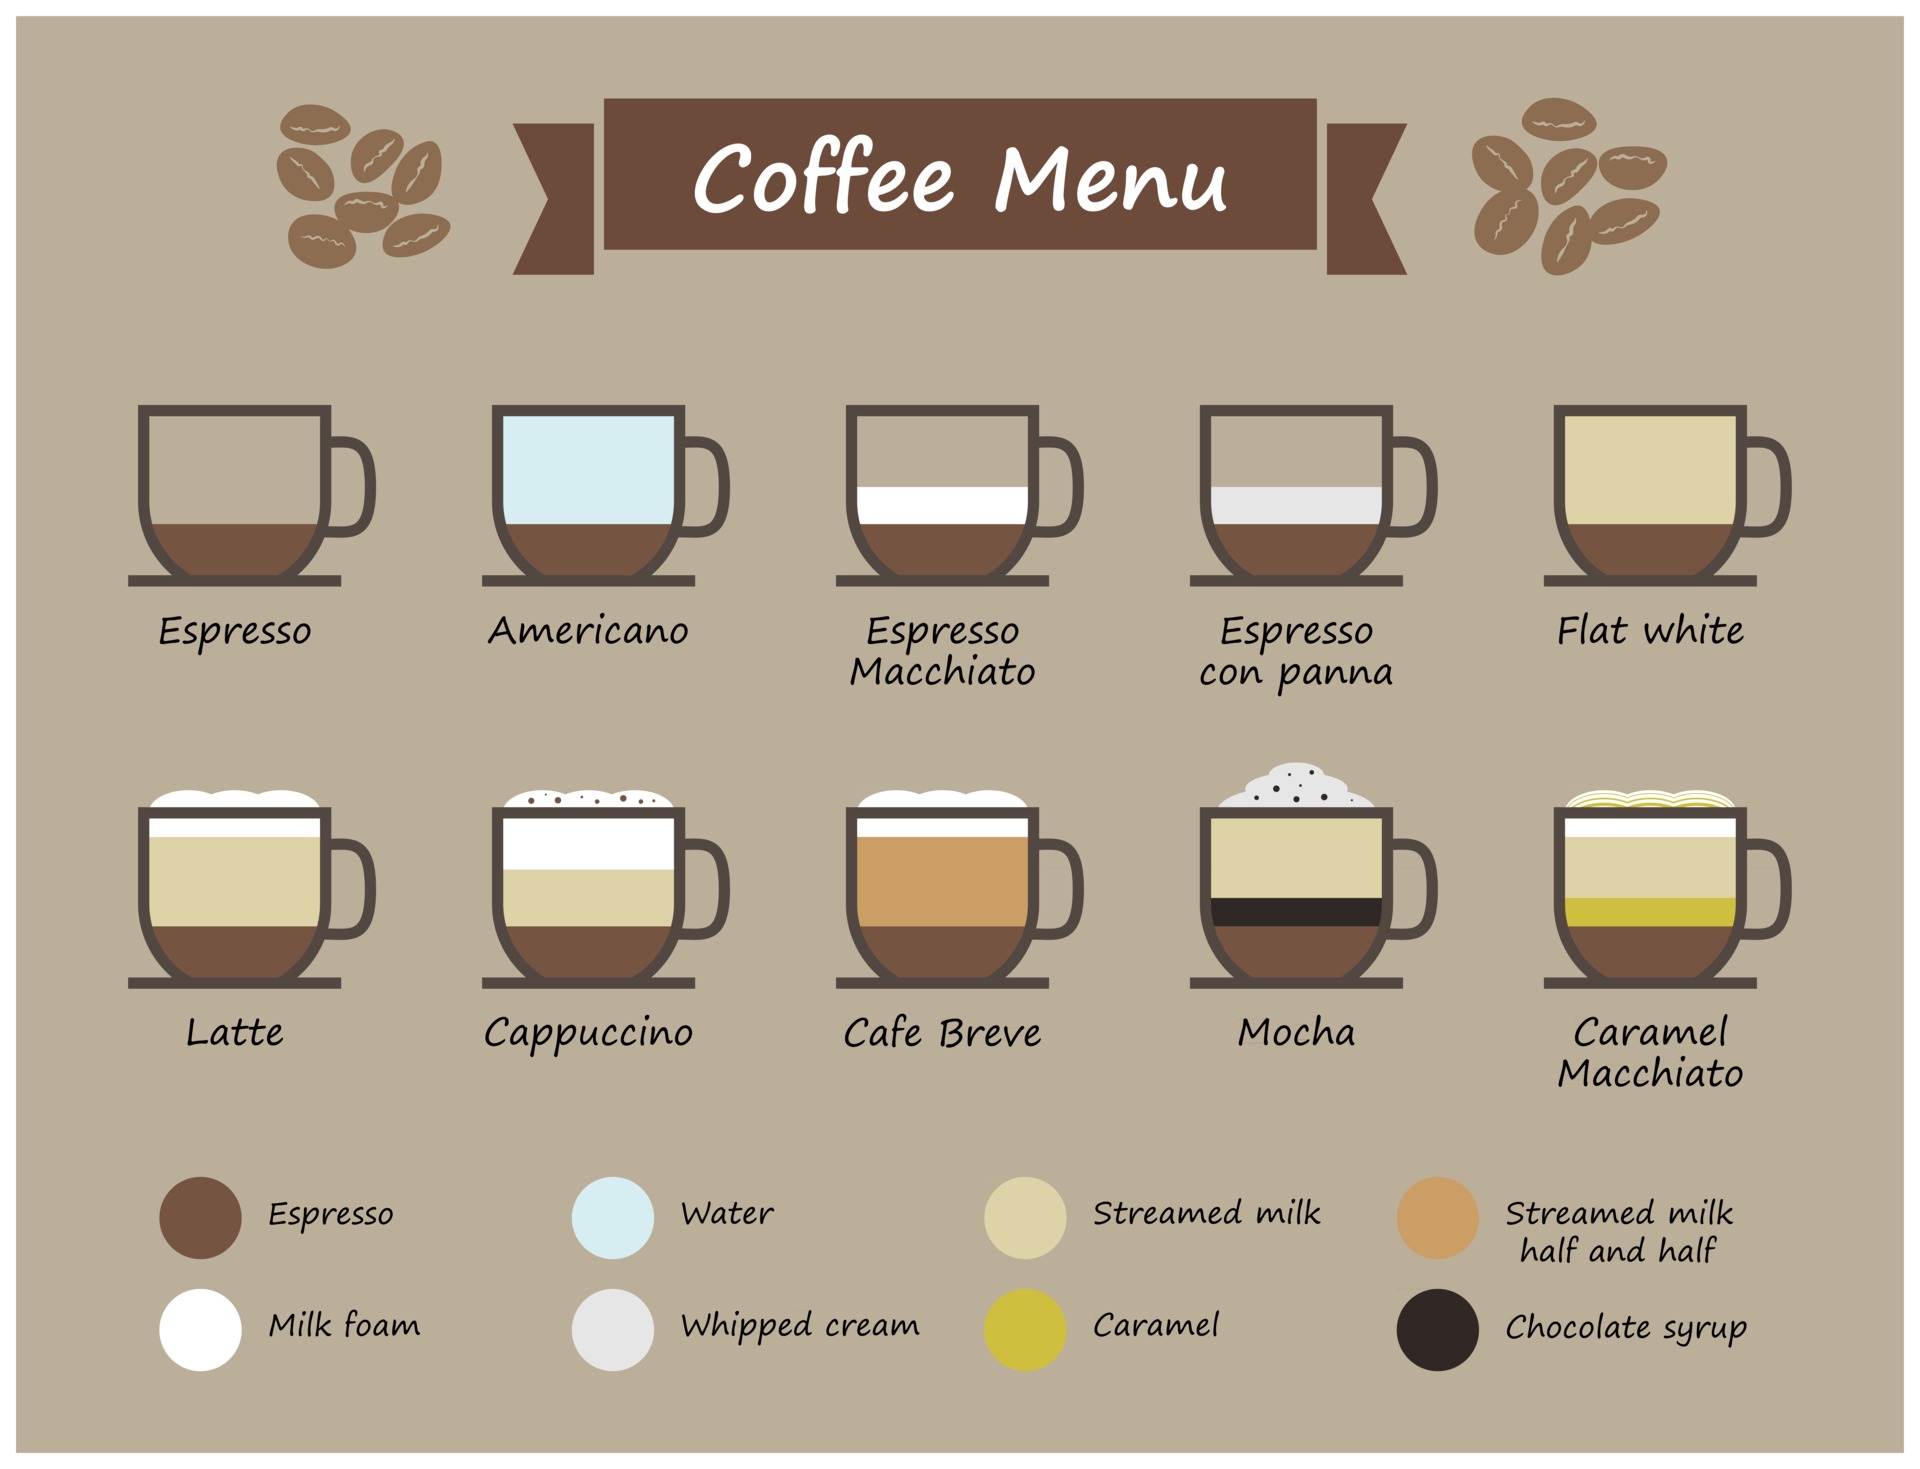 Coffee Menu
Espresso
Americano
Espresso
Macchiato
Espresso
con panna
Flat white
Latte
Cappuccino
Cafe Breve
Mocha
Caramel
Macchiato
Espresso
Water
Streamed milk
Streamed milk
half and half
Milk foam
Whipped cream
Caramel
Chocolate syrup